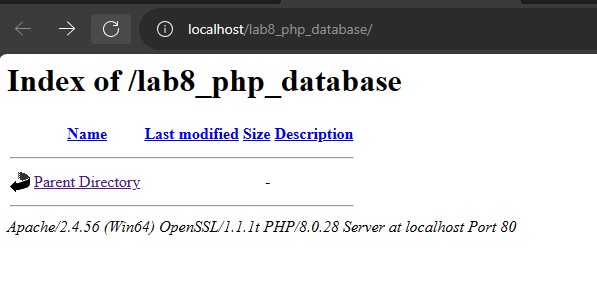 localhost/lab8_php_database/
Index of /lab8_php_database
Name Last modified Size Description
Parent Directory -
Apache/2.4.56 (Win64) OpenSSL/1.1.1t PHP/8.0.28 Server at localhost Port 80